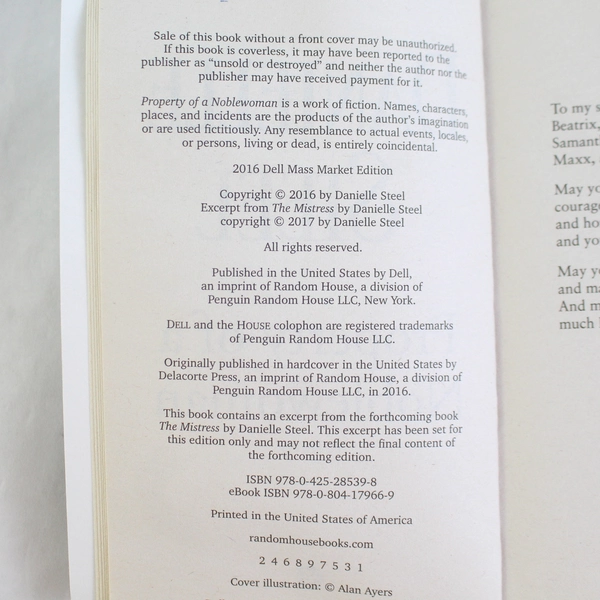 Sale of this book without a front cover may be unauthorized.
If this book is coverless, it may have been reported to the
publisher as “unsold or destroyed” and neither the author nor the
publisher may have received payment for it.
Property of a Noblewoman is a work of fiction. Names, characters,
places, and incidents are the products of the author's imagination
or are used fictitiously. Any resemblance to actual events, locales,
or persons, living or dead, is entirely coincidental.
2016 Dell Mass Market Edition
Copyright © 2016 by Danielle Steel
Excerpt from The Mistress by Danielle Steel
copyright © 2017 by Danielle Steel
All rights reserved.
Published in the United States by Dell,
an imprint of Random House, a division of
Penguin Random House LLC, New York.
DELL and the HOUSE colophon are registered trademarks
of Penguin Random House LLC.
Originally published in hardcover in the United States by
Delacorte Press, an imprint of Random House, a division of
Penguin Random House LLC, in 2016.
This book contains an excerpt from the forthcoming book
The Mistress by Danielle Steel. This excerpt has been set for
this edition only and may not reflect the final content of
the forthcoming edition.
ISBN 978-0-425-28539-8
eBook ISBN 978-0-804-17966-9
Printed in the United States of America
randomhousebooks.com
2 4 6 8 9 7 5 3 1
Cover illustration: © Alan Ayers
To my s
Beatrix,
Samant
Maxx,
May yo
courage
and ho
and yo
May yo
and ma
And m
much l